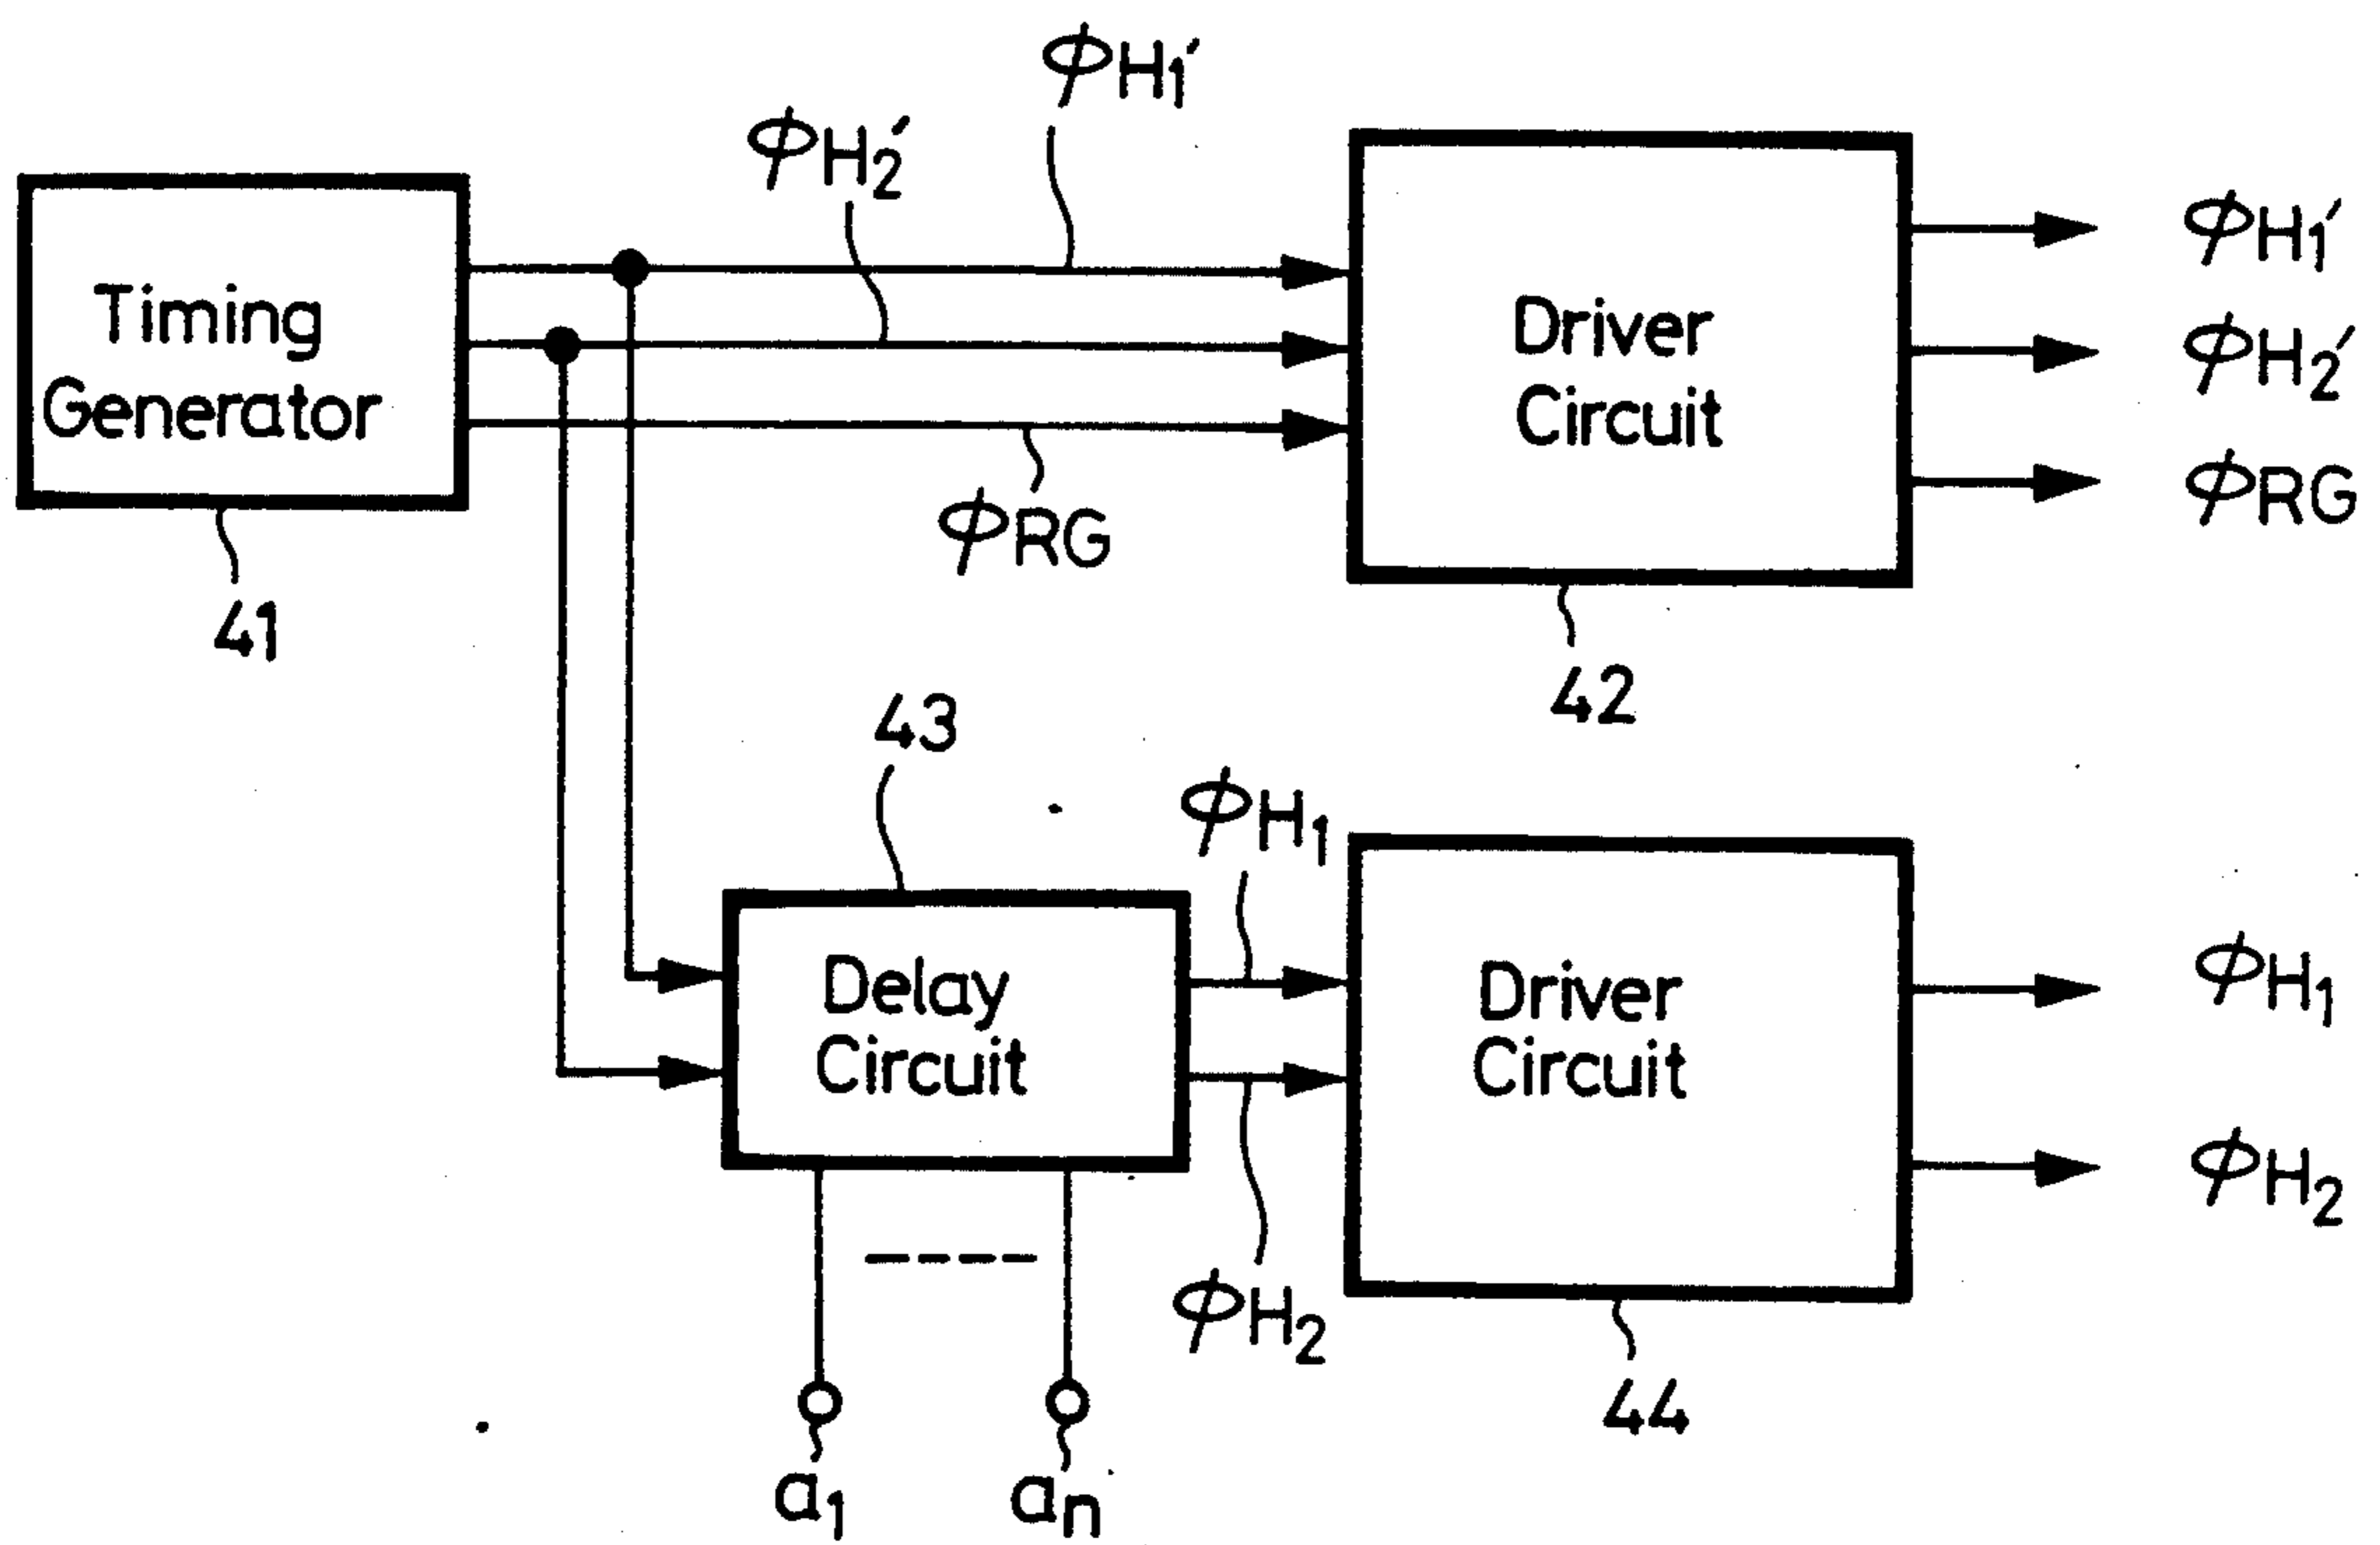 ϕH1′
ϕH2′
Timing
Generator
Driver
Circuit
ϕH1′
ϕH2′
ϕRG
ϕRG
41
42
43
ϕH1
Delay
Circuit
Driver
Circuit
ϕH1
ϕH2
ϕH2
44
a1
an